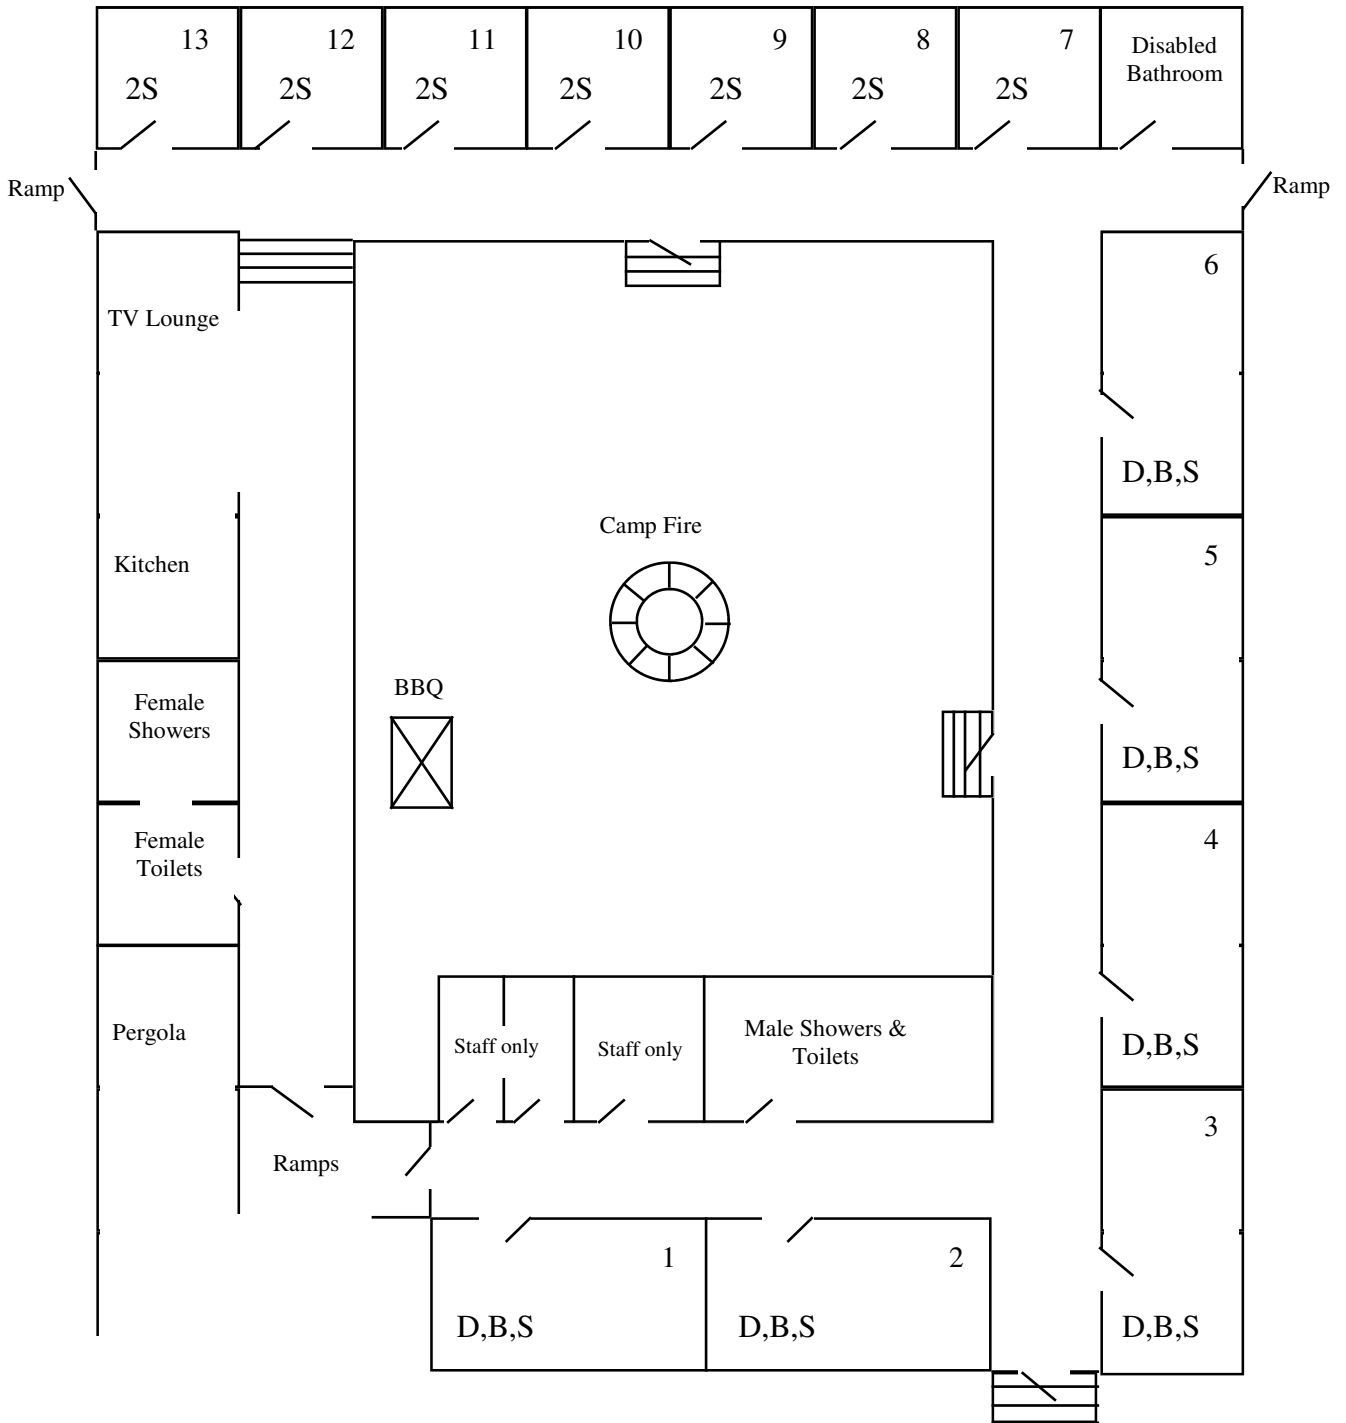 13
12
11
10
9
8
7
Disabled
Bathroom
2S
2S
2S
2S
2S
2S
2S
Ramp
Ramp
6
TV Lounge
D,B,S
Camp Fire
5
Kitchen
BBQ
Female
Showers
D,B,S
4
Female
Toilets
Pergola
Staff only
Staff only
Male Showers &
Toilets
D,B,S
3
Ramps
1
2
D,B,S
D,B,S
D,B,S